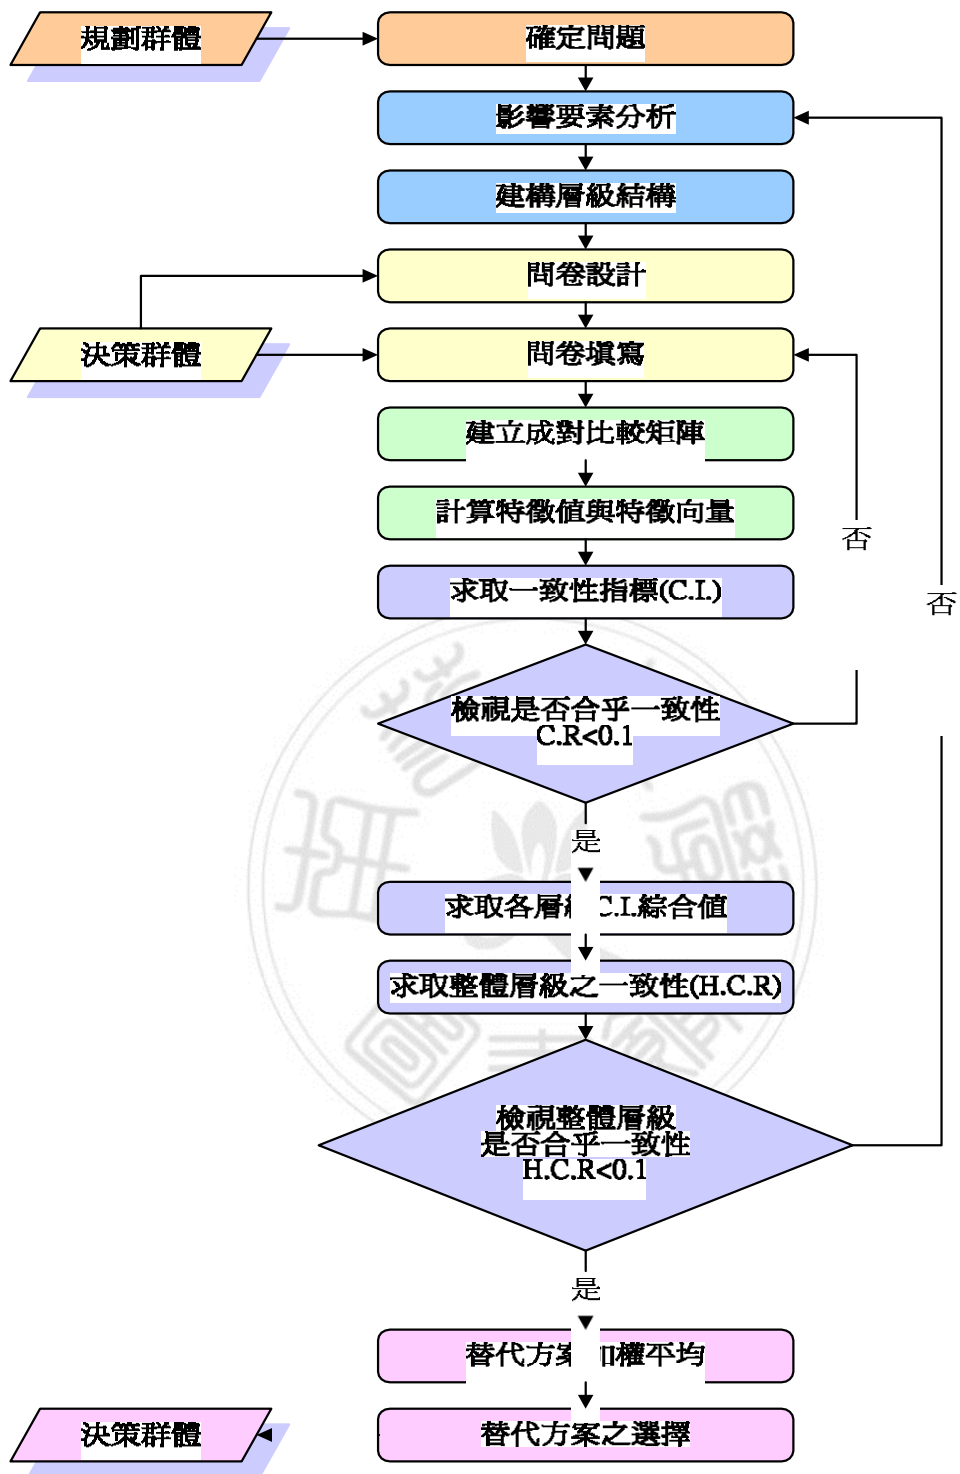 規劃群體
確定問題
影響要素分析
建構層級結構
問卷設計
決策群體
問卷填寫
建立成對比較矩陣
計算特徵值與特徵向量
否
求取一致性指標(C.I.)
否
檢視是否合乎一致性
C.R<0.1
是
求取各層級C.I.綜合值
求取整體層級之一致性(H.C.R)
檢視整體層級
是否合乎一致性
H.C.R<0.1
是
替代方案加權平均
決策群體
替代方案之選擇